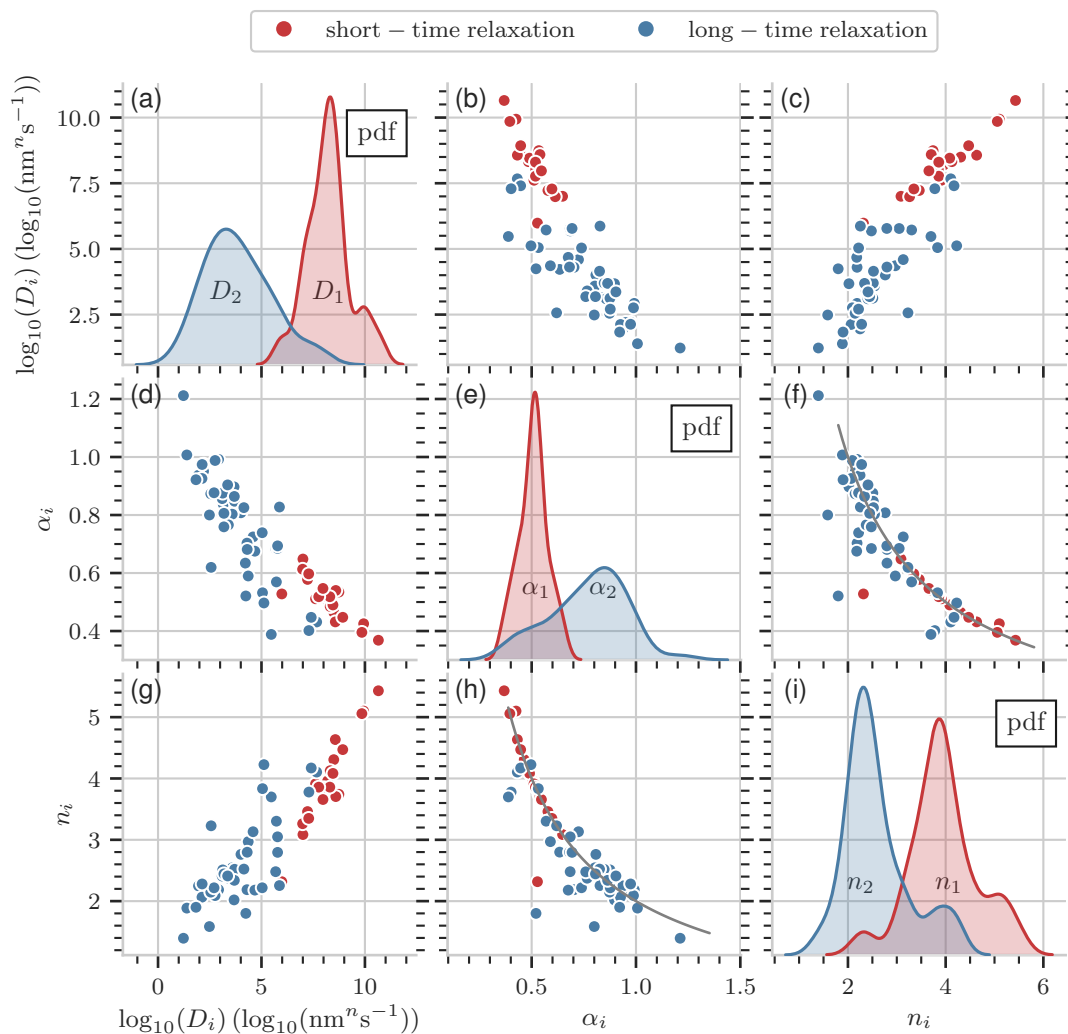 short − time relaxation long − time relaxation
(a) pdf (b) (c)
log₁₀(Dᵢ) (log₁₀(nmⁿs⁻¹))
10.0
7.5
5.0
2.5
D₂ D₁
(d) (e) pdf (f)
αᵢ
1.2
1.0
0.8
0.6
0.4
α₁ α₂
(g) (h) (i) pdf
nᵢ
5
4
3
2
n₂ n₁
0 5 10 0.5 1.0 1.5 2 4 6
log₁₀(Dᵢ) (log₁₀(nmⁿs⁻¹)) αᵢ nᵢ